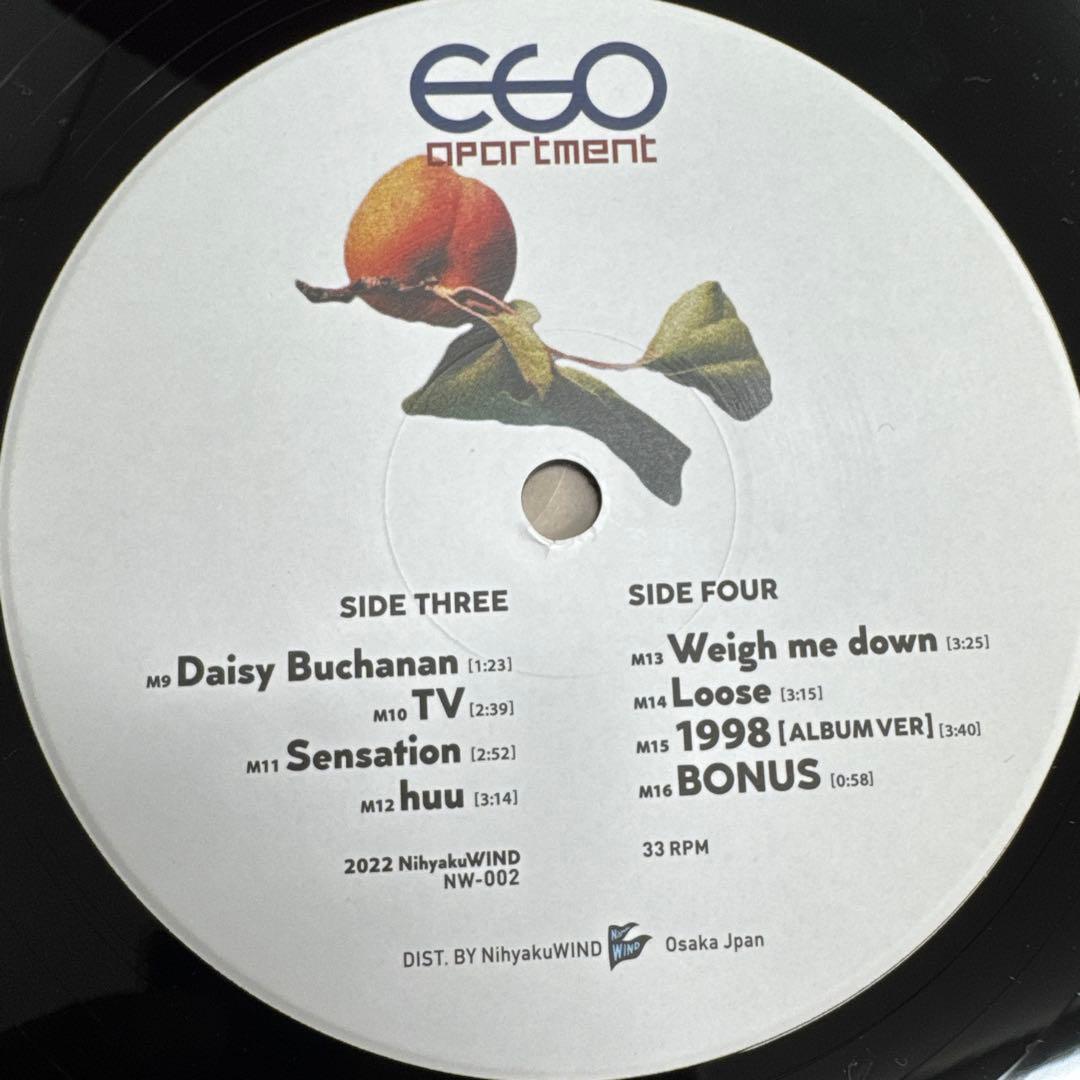 EGO
apartment
SIDE THREE
M9 Daisy Buchanan [1:23]
M10 TV [2:39]
M11 Sensation [2:52]
M12 huu [3:14]
2022 NihyakuWIND
NW-002
SIDE FOUR
M13 Weigh me down [3:25]
M14 Loose [3:15]
M15 1998 [ALBUM VER] [3:40]
M16 BONUS [0:58]
33 RPM
DIST. BY NihyakuWIND WIND Osaka Jpan